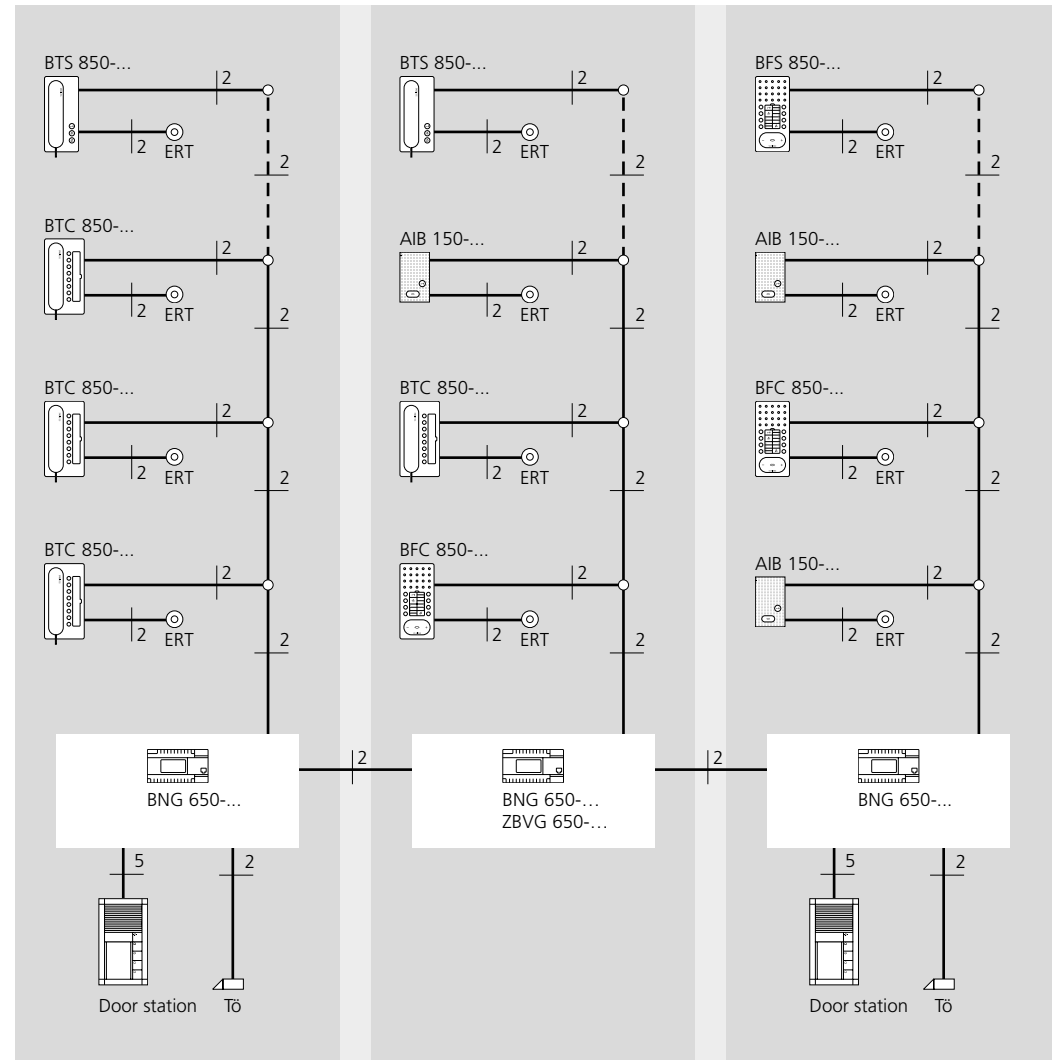 BTS 850-...
2
2
ERT
2
BTC 850-...
2
2
ERT
2
BTC 850-...
2
2
ERT
2
BTC 850-...
2
2
ERT
2
BNG 650-...
5
2
Door station
Tö
2
BTS 850-...
2
2
ERT
2
AIB 150-...
2
2
ERT
2
BTC 850-...
2
2
ERT
2
BFC 850-...
2
2
ERT
2
BNG 650-...
ZBVG 650-...
2
BFS 850-...
2
2
ERT
2
AIB 150-...
2
2
ERT
2
BFC 850-...
2
2
ERT
2
AIB 150-...
2
2
ERT
2
BNG 650-...
5
2
Door station
Tö